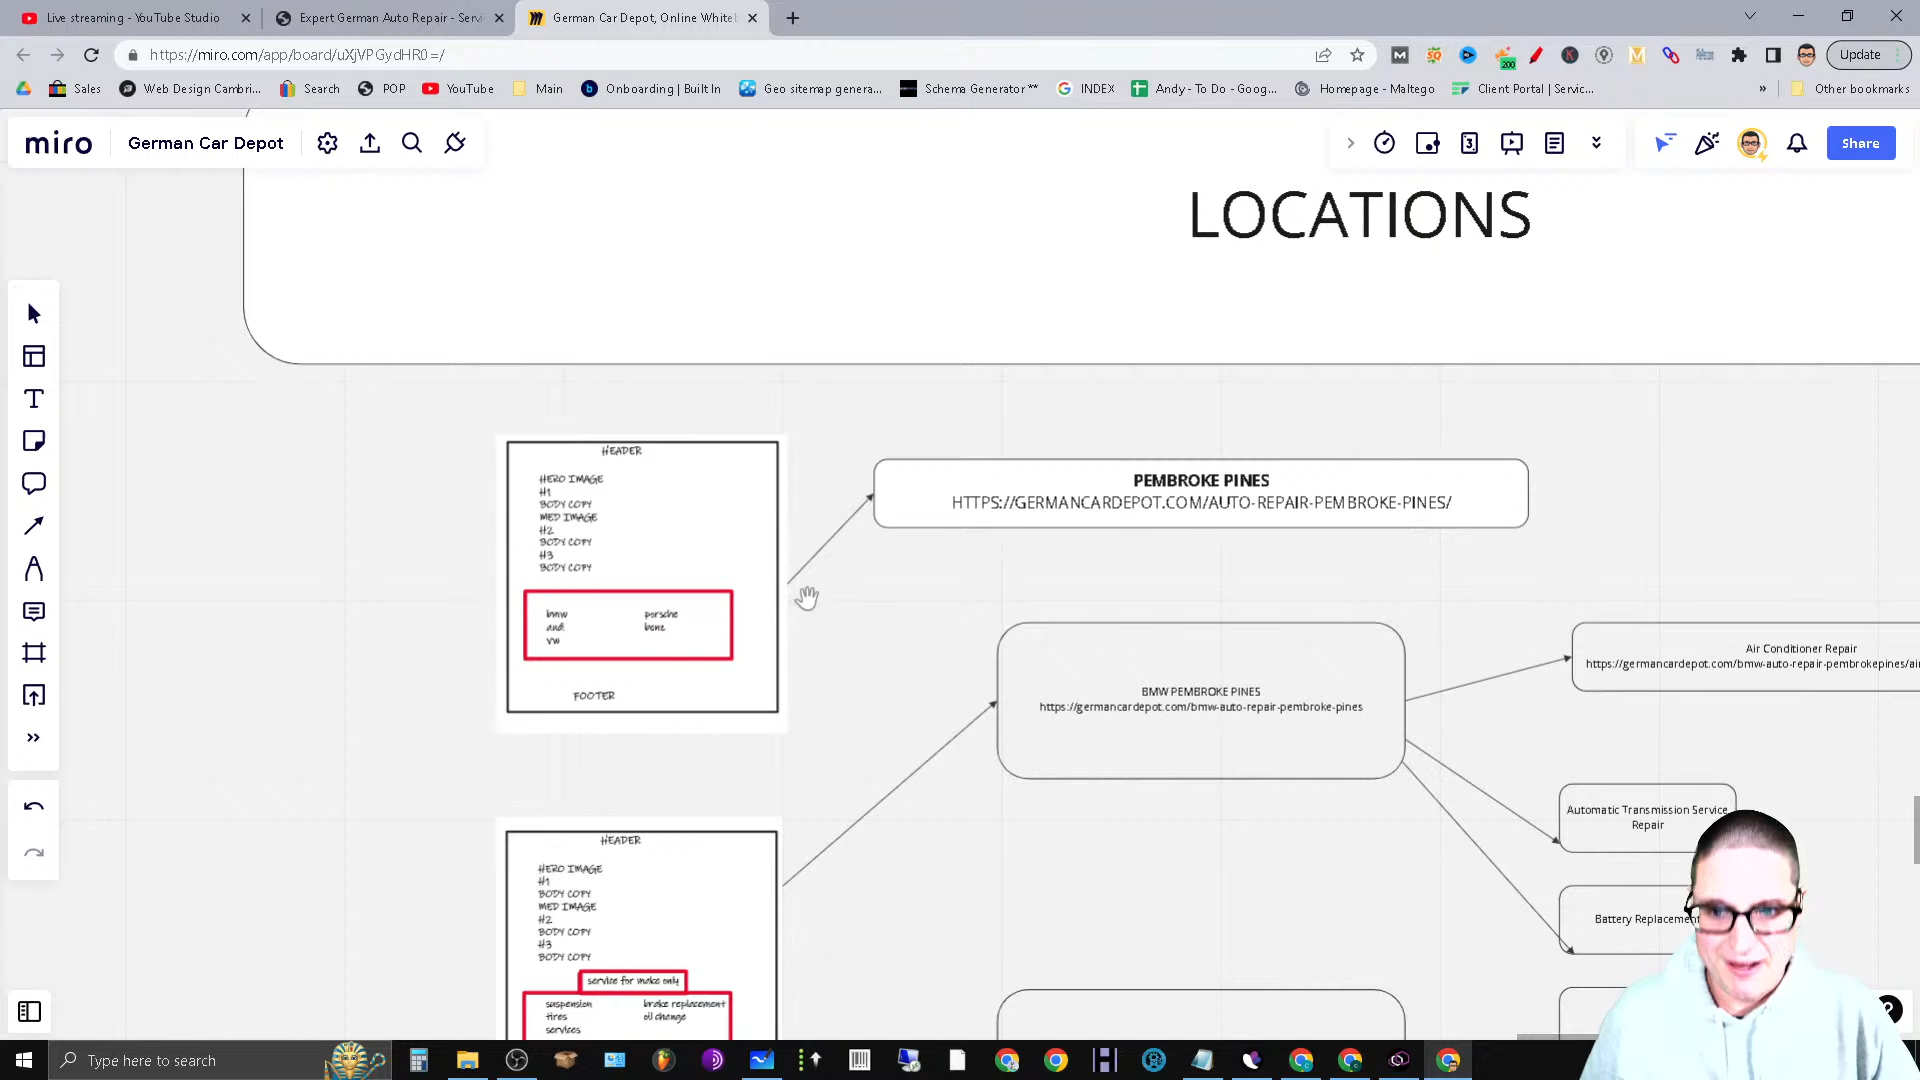 Live streaming - YouTube Studio
Expert German Auto Repair - Servi
German Car Depot, Online White
https://miro.com/app/board/uXjVPGydHR0=/
Update
200
Sales
Web Design Cambri...
Search
POP
YouTube
Main
Onboarding | Built In
Geo sitemap genera...
Schema Generator **
INDEX
Andy - To Do - Goog...
Homepage - Maltego
Client Portal | Servic...
»
Other bookmarks
miro
German Car Depot
Share
LOCATIONS
HEADER
HERO IMAGE
H1
BODY COPY
MED IMAGE
H2
BODY COPY
H3
BODY COPY
bmw porsche
audi benz
vw
FOOTER
PEMBROKE PINES
HTTPS://GERMANCARDEPOT.COM/AUTO-REPAIR-PEMBROKE-PINES/
BMW PEMBROKE PINES
https://germancardepot.com/bmw-auto-repair-pembroke-pines
Air Conditioner Repair
https://germancardepot.com/bmw-auto-repair-pembrokepines/air
Automatic Transmission Service
Repair
Battery Replacement
HEADER
HERO IMAGE
H1
BODY COPY
MED IMAGE
H2
BODY COPY
H3
BODY COPY
service for make only
suspension brake replacement
tires oil change
services
Type here to search